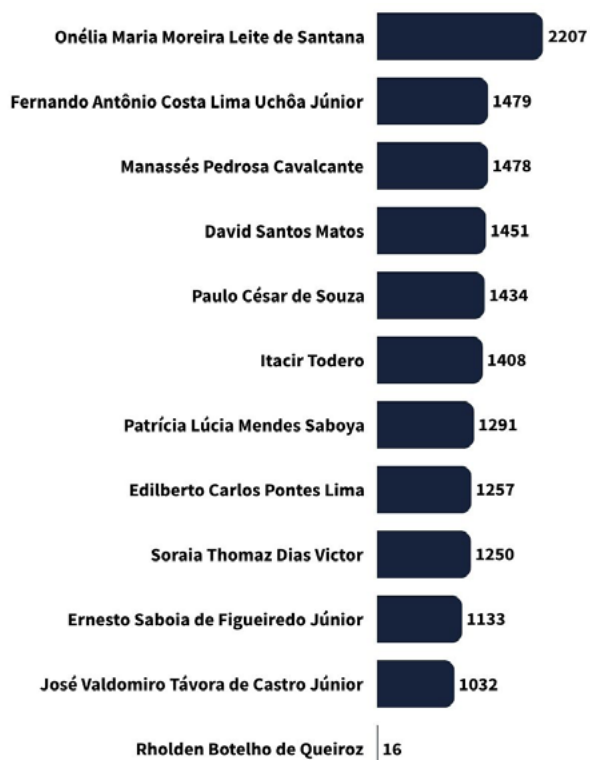 Onélia Maria Moreira Leite de Santana 2207
Fernando Antônio Costa Lima Uchôa Júnior 1479
Manassés Pedrosa Cavalcante 1478
David Santos Matos 1451
Paulo César de Souza 1434
Itacir Todero 1408
Patrícia Lúcia Mendes Saboya 1291
Edilberto Carlos Pontes Lima 1257
Soraia Thomaz Dias Victor 1250
Ernesto Saboia de Figueiredo Júnior 1133
José Valdomiro Távora de Castro Júnior 1032
Rholden Botelho de Queiroz 16